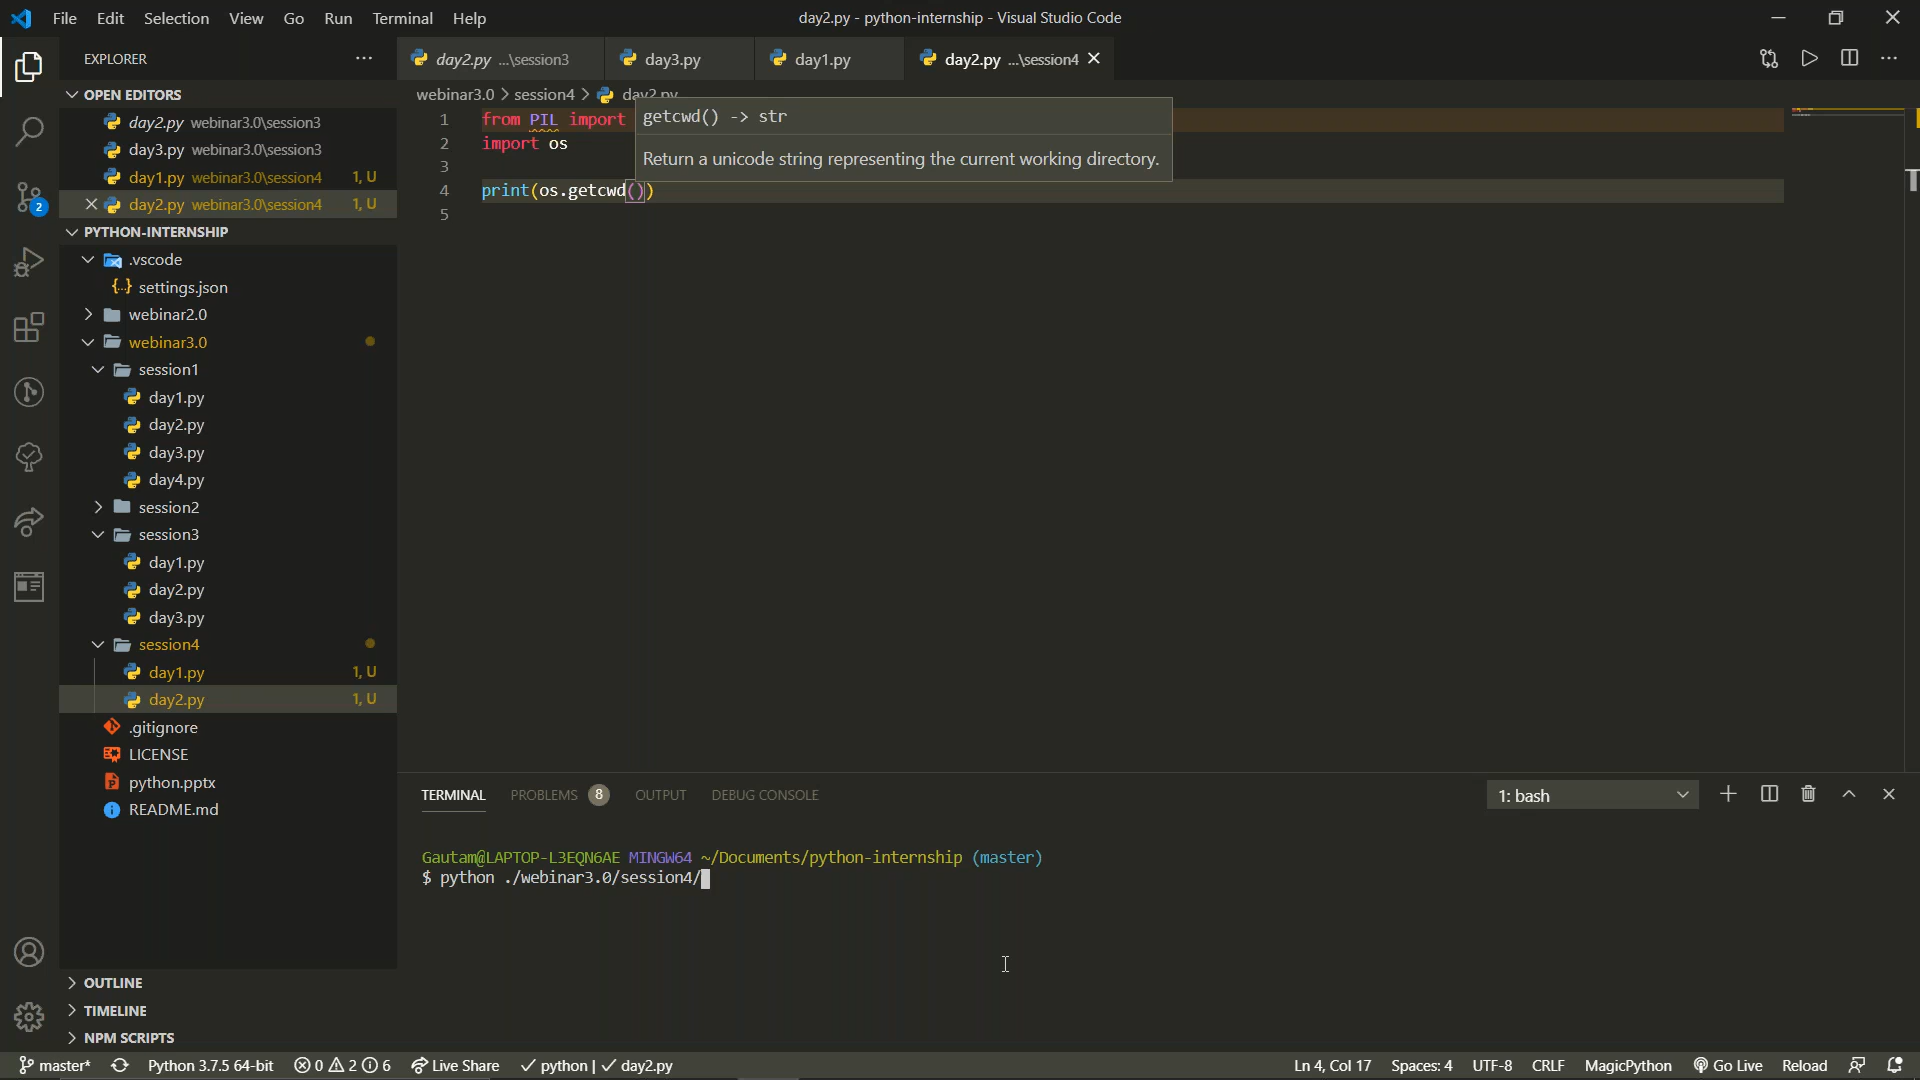 File Edit Selection View Go Run Terminal Help
day2.py - python-internship - Visual Studio Code
EXPLORER
day2.py ...\session3
day3.py
day1.py
day2.py ...\session4
OPEN EDITORS
day2.py webinar3.0\session3
day3.py webinar3.0\session3
day1.py webinar3.0\session4 1, U
day2.py webinar3.0\session4 1, U
PYTHON-INTERNSHIP
.vscode
settings.json
webinar2.0
webinar3.0
session1
day1.py
day2.py
day3.py
day4.py
session2
session3
day1.py
day2.py
day3.py
session4
day1.py 1, U
day2.py 1, U
.gitignore
LICENSE
python.pptx
README.md
OUTLINE
TIMELINE
NPM SCRIPTS
webinar3.0 > session4 > day2.py
1 from PIL import
2 import os
3
4 print(os.getcwd())
5
getcwd() -> str
Return a unicode string representing the current working directory.
TERMINAL PROBLEMS 8 OUTPUT DEBUG CONSOLE
1: bash
Gautam@LAPTOP-L3EQN6AE MINGW64 ~/Documents/python-internship (master)
$ python ./webinar3.0/session4/
2
master* Python 3.7.5 64-bit 0 2 6 Live Share python | day2.py
Ln 4, Col 17 Spaces: 4 UTF-8 CRLF MagicPython Go Live Reload